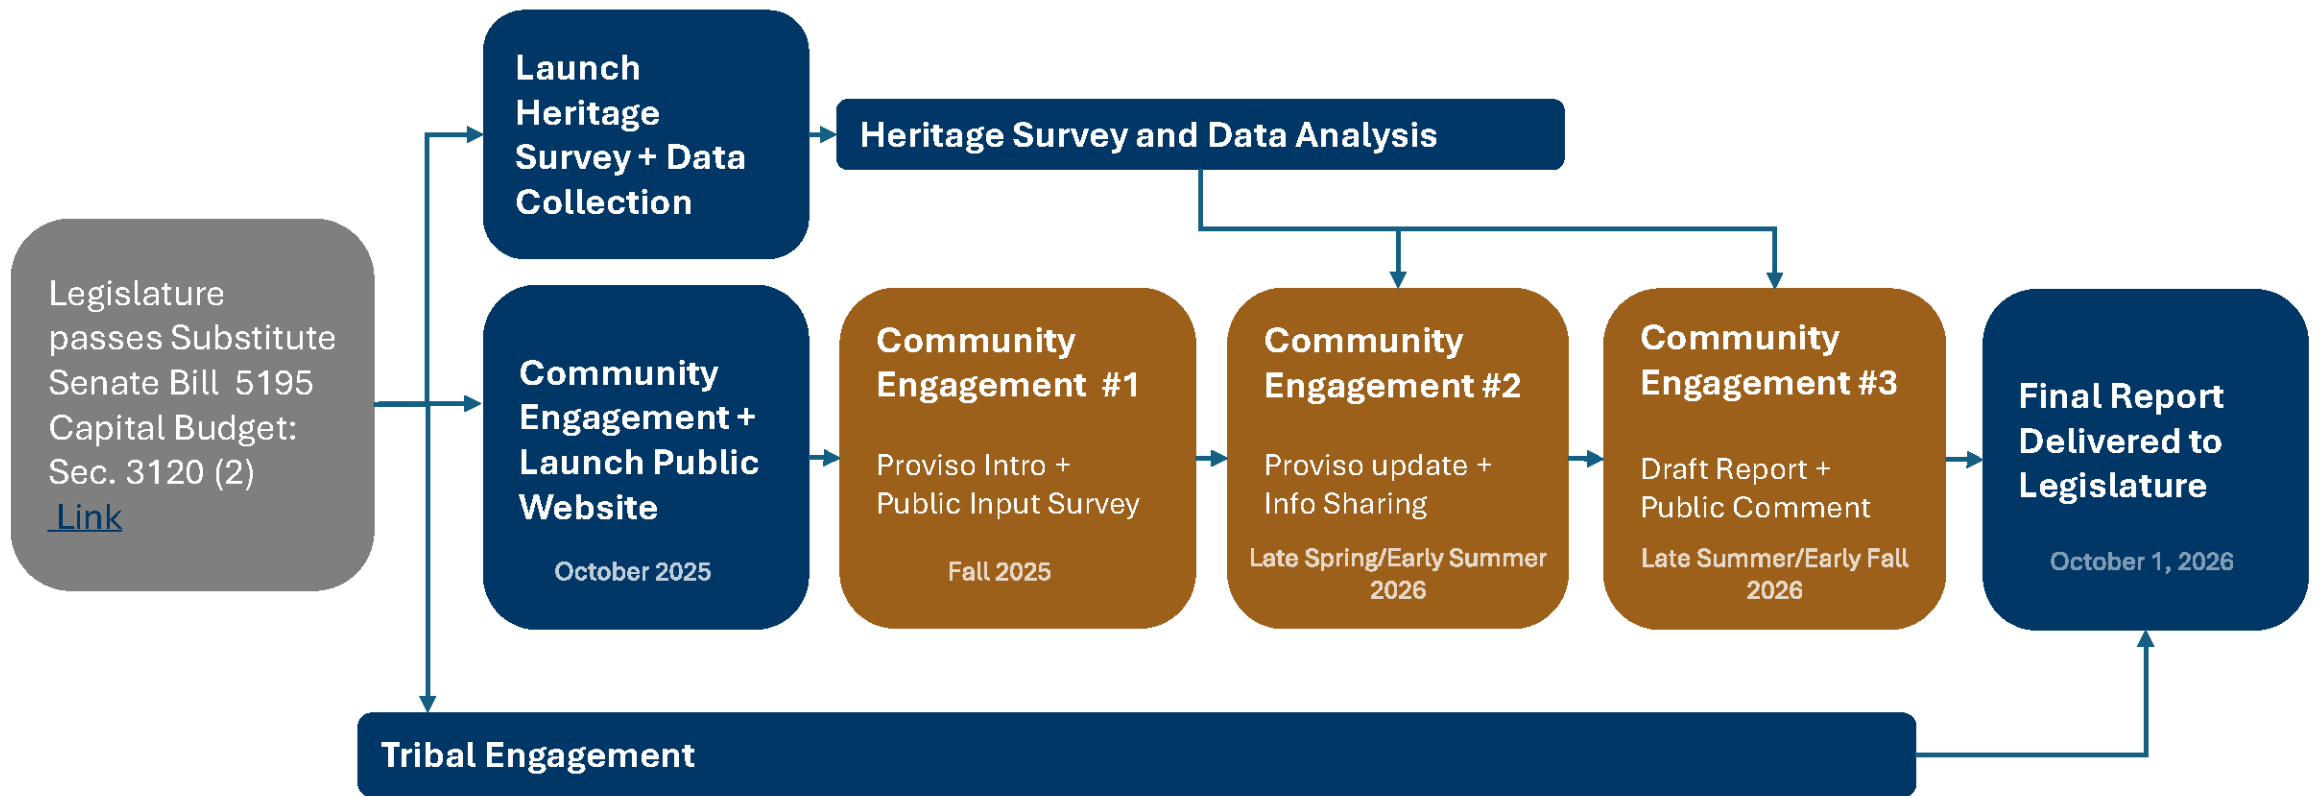 Launch
Heritage
Survey + Data
Collection
Heritage Survey and Data Analysis
Legislature
passes Substitute
Senate Bill 5195
Capital Budget:
Sec. 3120 (2)
Link
Community
Engagement +
Launch Public
Website
October 2025
Community
Engagement #1
Proviso Intro +
Public Input Survey
Fall 2025
Community
Engagement #2
Proviso update +
Info Sharing
Late Spring/Early Summer
2026
Community
Engagement #3
Draft Report +
Public Comment
Late Summer/Early Fall
2026
Final Report
Delivered to
Legislature
October 1, 2026
Tribal Engagement